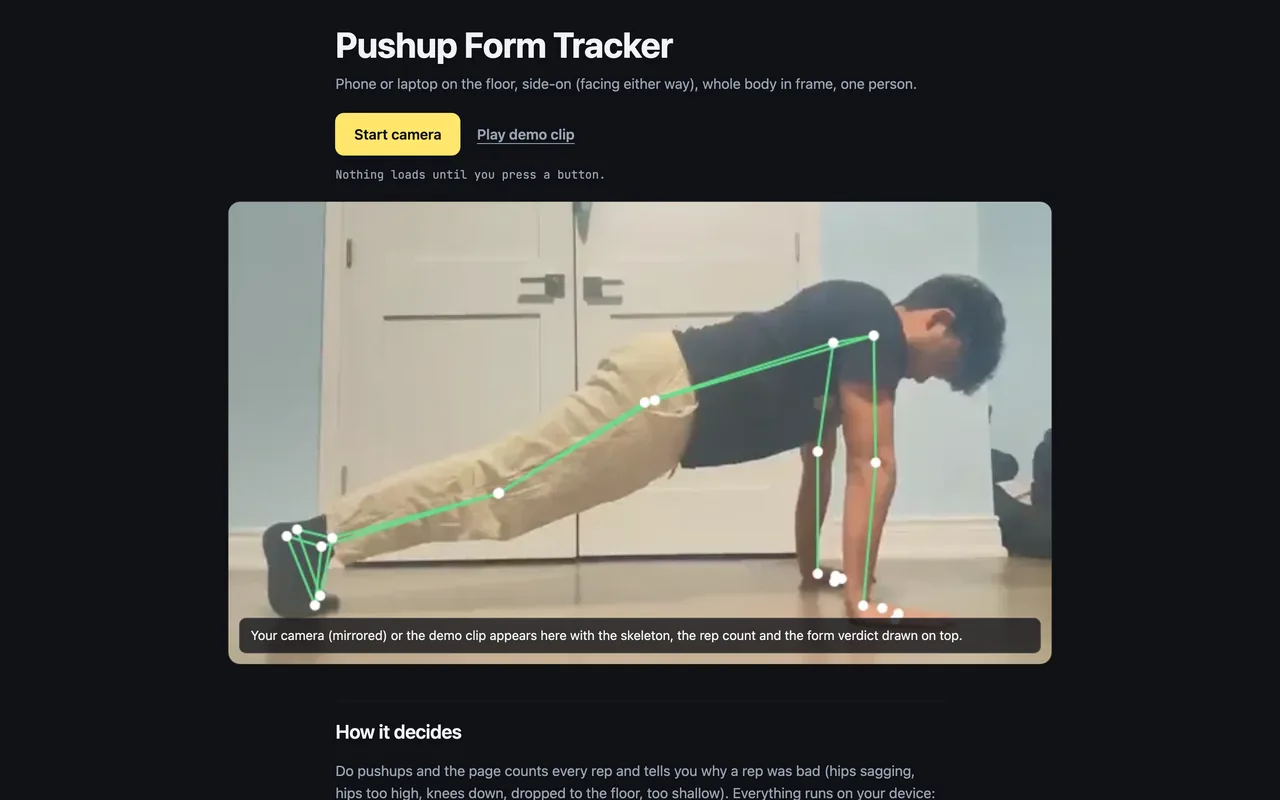 Pushup Form Tracker
Phone or laptop on the floor, side-on (facing either way), whole body in frame, one person.
Start camera
Play demo clip
Nothing loads until you press a button.
Your camera (mirrored) or the demo clip appears here with the skeleton, the rep count and the form verdict drawn on top.
How it decides
Do pushups and the page counts every rep and tells you why a rep was bad (hips sagging,
hips too high, knees down, dropped to the floor, too shallow). Everything runs on your device: